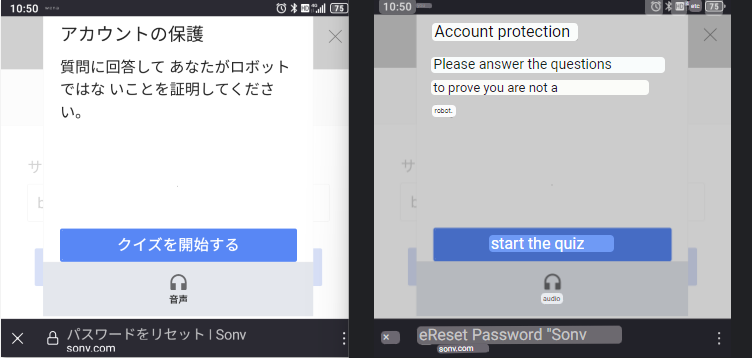 10:50
75
アカウントの保護
質問に回答して あなたがロボット
ではな いことを証明してくださ
い。
クイズを開始する
音声
パスワードをリセット | Sonv
sonv.com
10:50
etc
75
Account protection
Please answer the questions
to prove you are not a
robot.
start the quiz
audio
eReset Password "Sonv
sonv.com